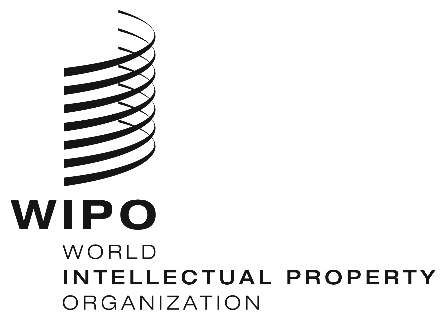 WIPO
WORLD
INTELLECTUAL PROPERTY
ORGANIZATION